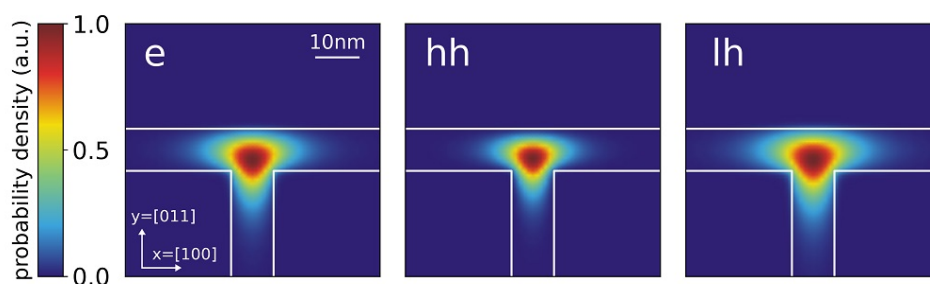 probability density (a.u.)
1.0
0.5
0.0
e
10nm
y=[011]
x=[100]
hh
lh